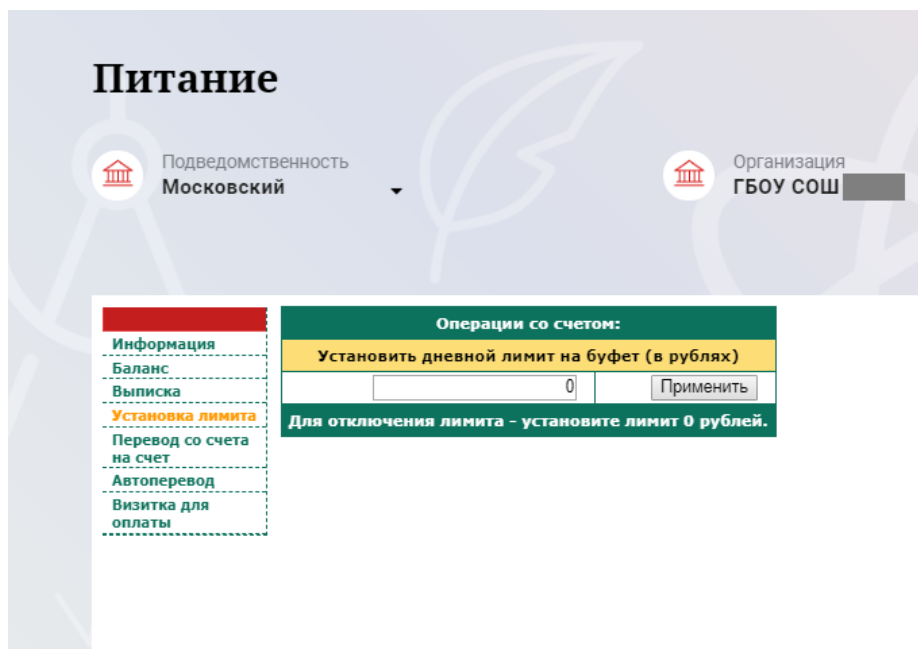 Питание
Подведомственность
Московский
Организация
ГБОУ СОШ
Информация
Баланс
Выписка
Установка лимита
Перевод со счета
на счет
Автоперевод
Визитка для
оплаты
Операции со счетом:
Установить дневной лимит на буфет (в рублях)
0
Применить
Для отключения лимита - установите лимит 0 рублей.